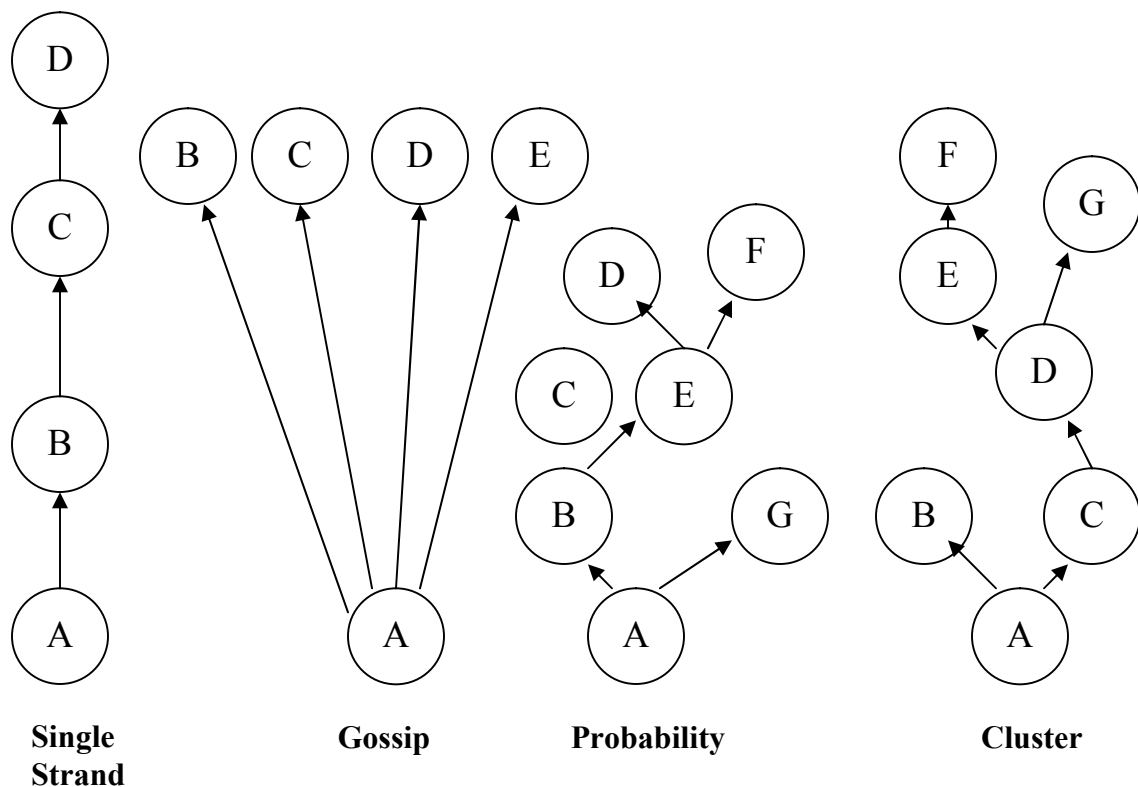 D
C
B
A
Single
Strand
B C D E
A
Gossip
D F
C E
B G
A
Probability
F G
E
D
B C
A
Cluster